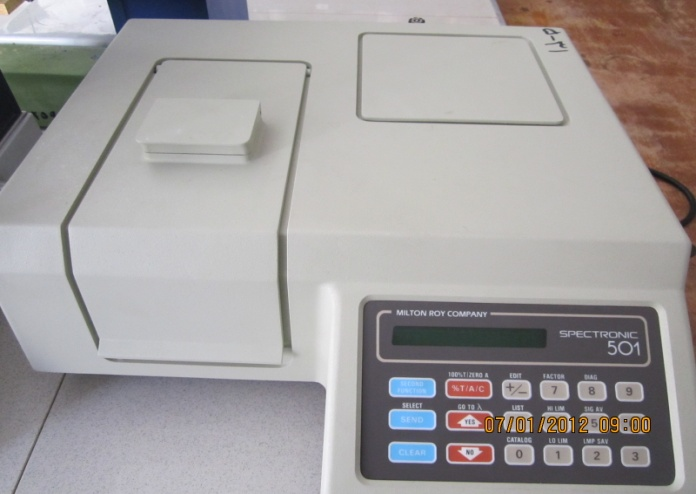 MILTON ROY COMPANY
SPECTRONIC
501
100%T/ZERO A EDIT FACTOR DIAG
SECOND FUNCTION %T/A/C +/− 7 8 9
SELECT GO TO λ LIST HI LIM SIG AV
SEND YES 5
07/01/2012 09:00
CATALOG LO LIM LMP SAV
CLEAR NO 0 1 2 3